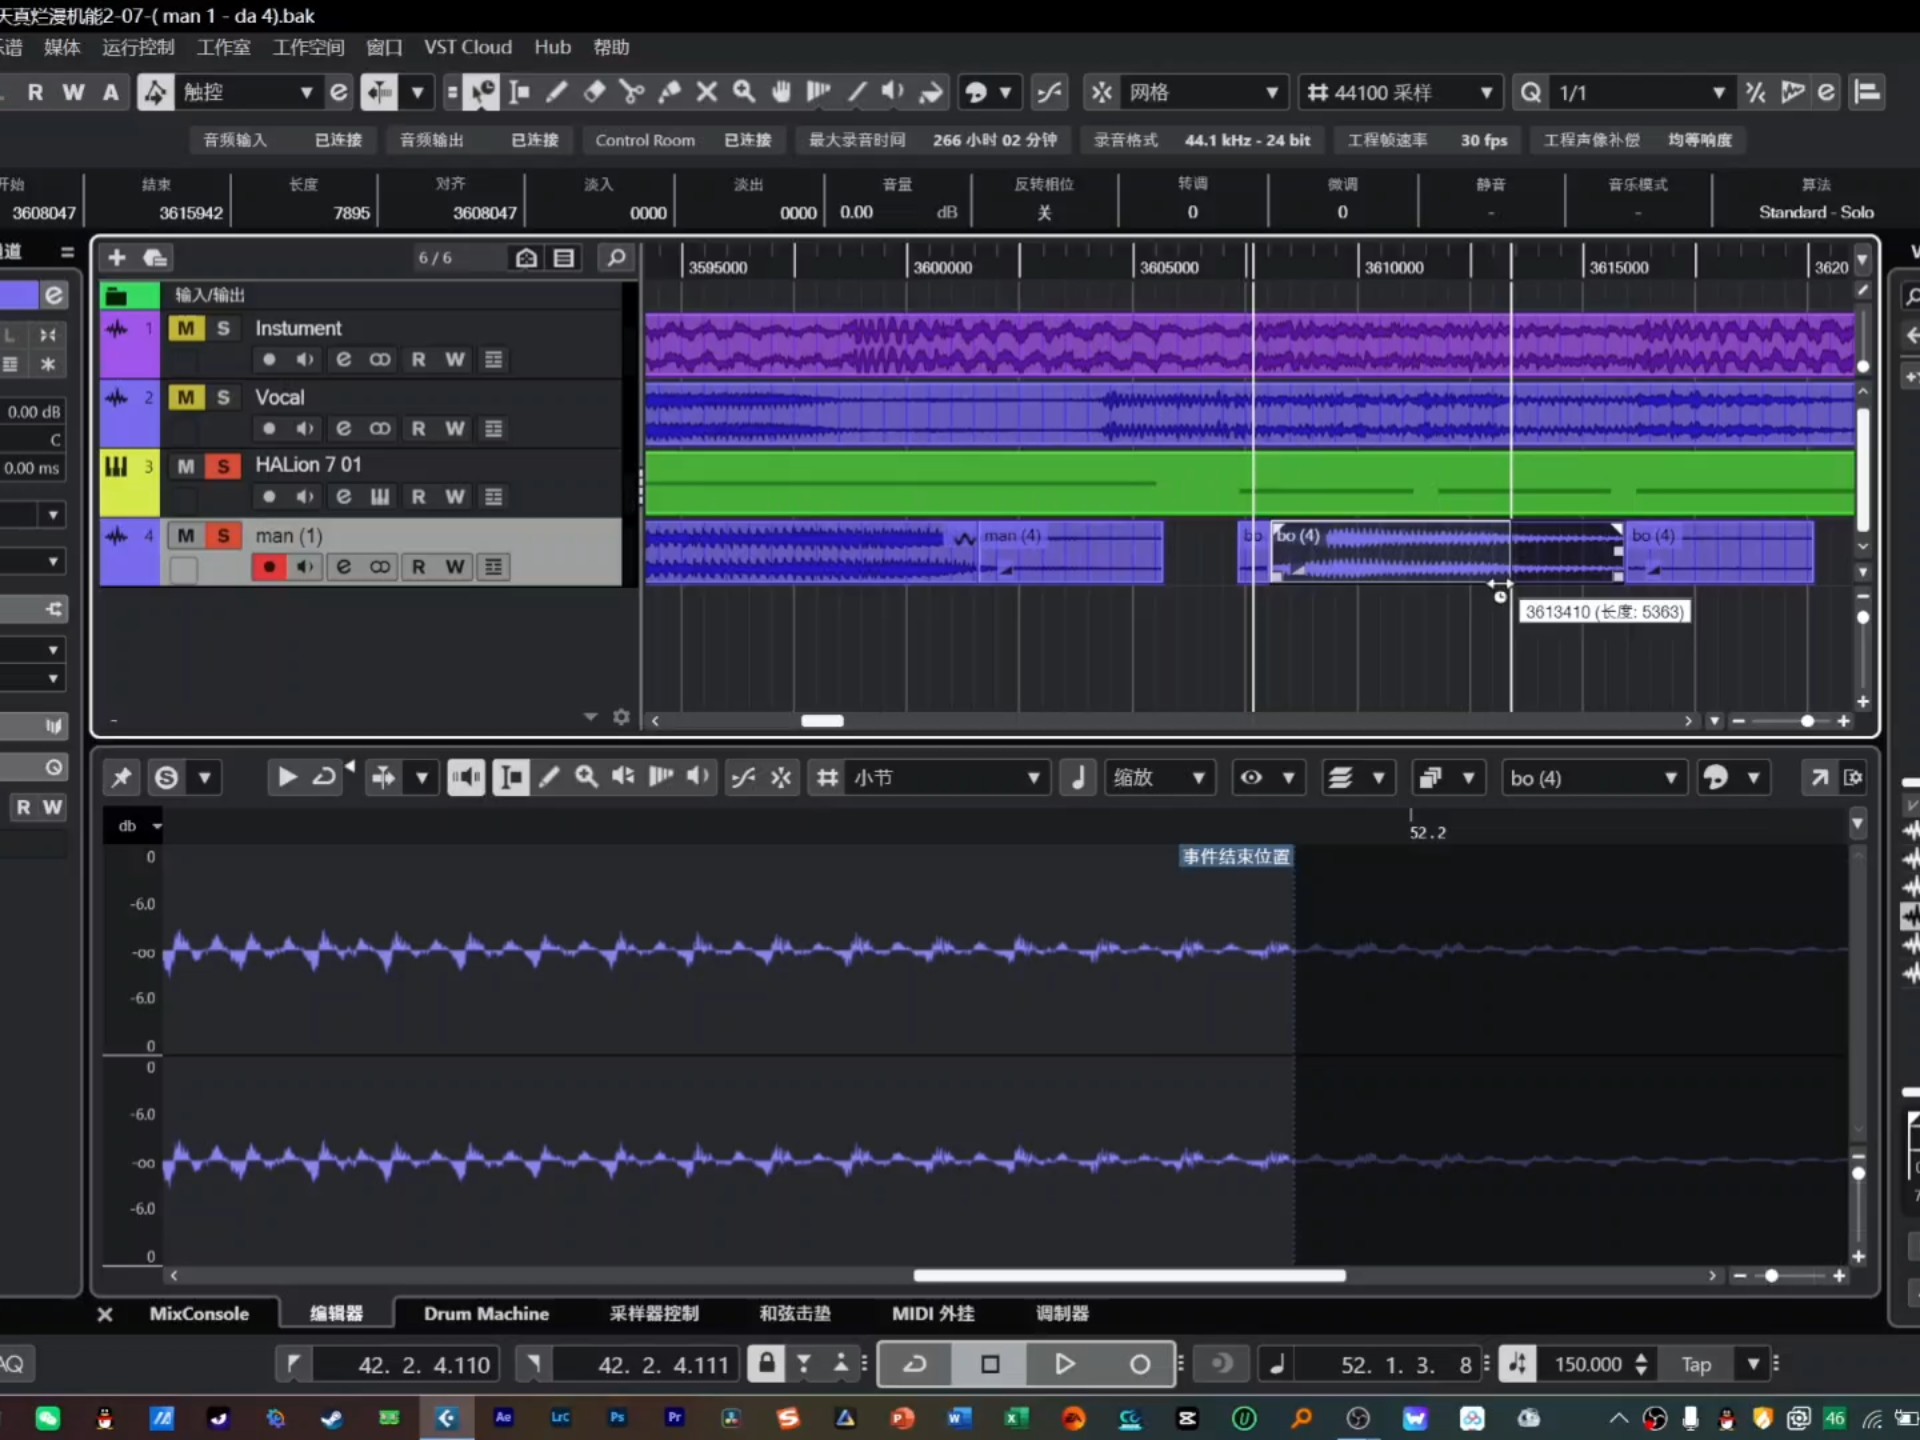 天真烂漫机能2-07-( man 1 - da 4).bak
乐谱 媒体 运行控制 工作室 工作空间 窗口 VST Cloud Hub 帮助
R W A 触控 e 网格 44100 采样 Q 1/1 e
音频输入 已连接 音频输出 已连接 Control Room 已连接 最大录音时间 266 小时 02 分钟 录音格式 44.1 kHz - 24 bit 工程帧速率 30 fps 工程声像补偿 均等响度
开始 结束 长度 对齐 淡入 淡出 音量 反转相位 转调 微调 静音 音乐模式 算法
3608047 3615942 7895 3608047 0000 0000 0.00 dB 关 0 0 - - Standard - Solo
6 / 6
3595000 3600000 3605000 3610000 3615000 3620
输入/输出
1 M S Instument
e R W
2 M S Vocal
e R W
3 M S HALion 7 01
e R W
4 M S man (1)
e R W
man (4) bo bo (4) bo (4)
3613410 (长度: 5363)
e
L
0.00 dB
C
0.00 ms
R W
S 小节 缩放 bo (4)
db
52.2
事件结束位置
0
-6.0
-oo
-6.0
0
0
-6.0
-oo
-6.0
0
MixConsole 编辑器 Drum Machine 采样器控制 和弦击垫 MIDI 外挂 调制器
AQ 42. 2. 4.110 42. 2. 4.111 52. 1. 3. 8 150.000 Tap
Ae LrC Ps Pr 46